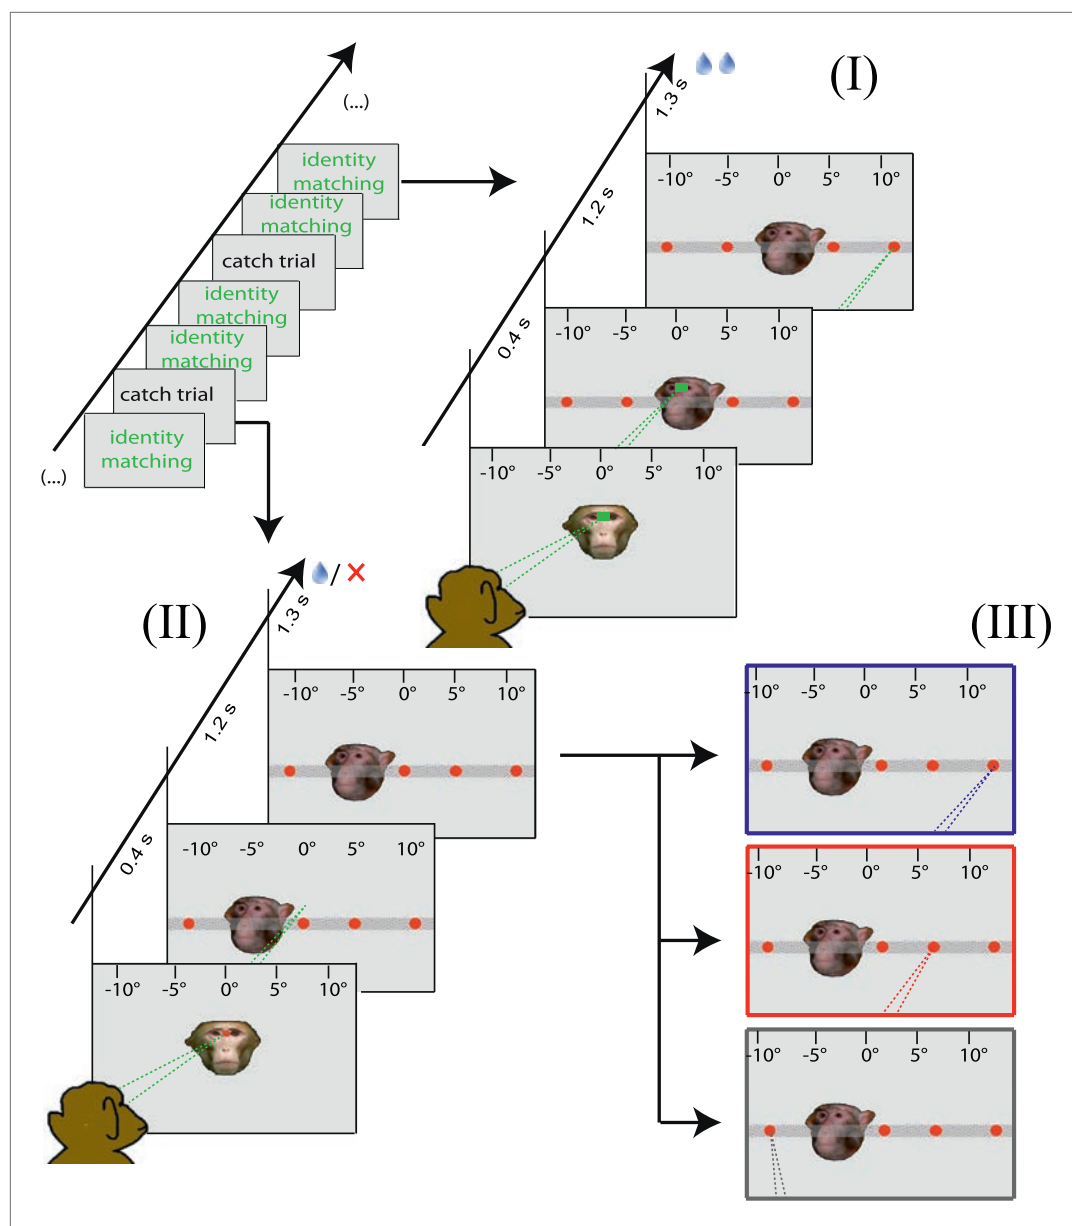 (...)
identity
matching
identity
matching
catch trial
identity
matching
identity
matching
catch trial
identity
matching
(...)
(I)
1.3 s
1.2 s
0.4 s
-10° -5° 0° 5° 10°
-10° -5° 0° 5° 10°
-10° -5° 0° 5° 10°
(II)
/ ×
1.3 s
1.2 s
0.4 s
-10° -5° 0° 5° 10°
-10° -5° 0° 5° 10°
-10° -5° 0° 5° 10°
(III)
-10° -5° 0° 5° 10°
-10° -5° 0° 5° 10°
-10° -5° 0° 5° 10°